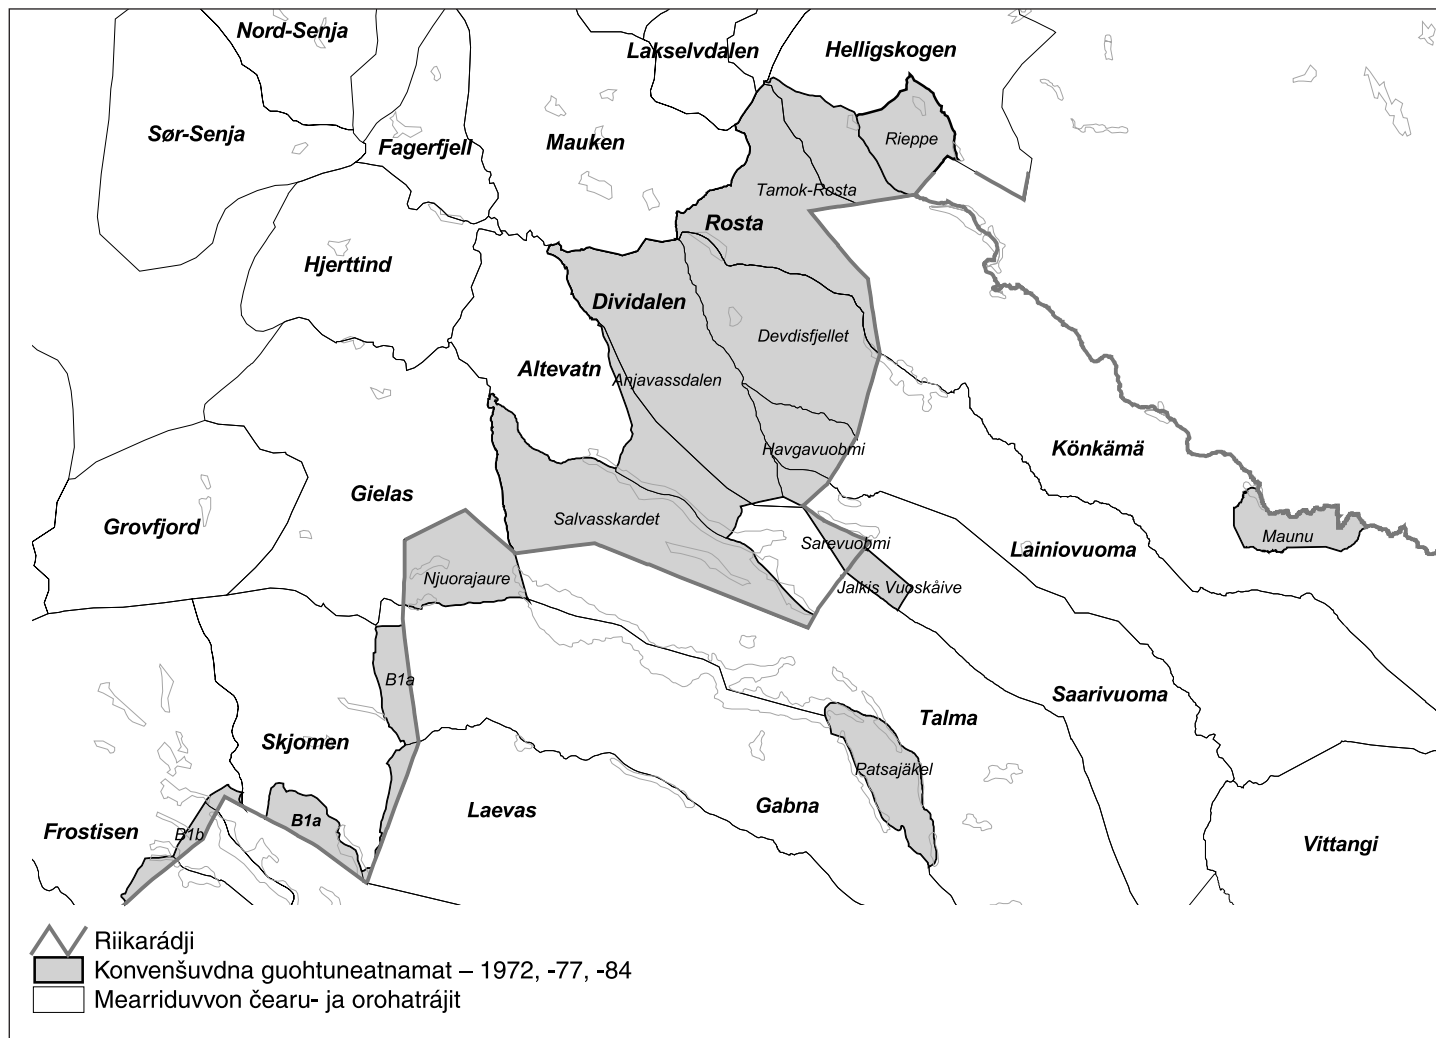 Nord-Senja
Lakselvdalen
Helligskogen
Sør-Senja
Fagerfjell
Mauken
Rieppe
Tamok-Rosta
Rosta
Hjerttind
Dividalen
Devdisfjellet
Altevatn
Anjavassdalen
Havgavuobmi
Könkämä
Gielas
Grovfjord
Salvasskardet
Maunu
Sarevuobmi
Lainiovuoma
Njuorajaure
Jalkis Vuoskåive
B1a
Saarivuoma
Talma
Skjomen
Patsajäkel
Laevas
Gabna
B1a
Frostisen
B1b
Vittangi
Riikarádji
Konvenšuvdna guohtuneatnamat – 1972, -77, -84
Mearriduvvon čearu- ja orohatrájit